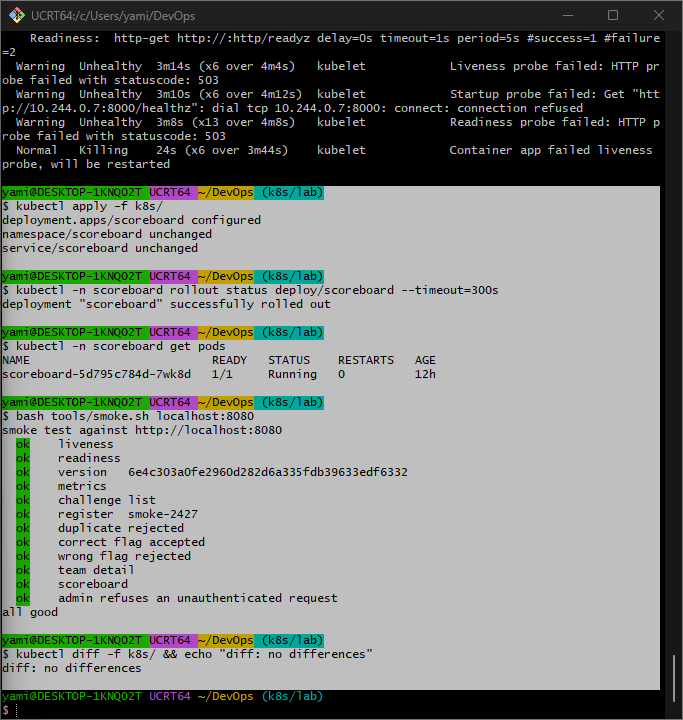 UCRT64:/c/Users/yami/DevOps
Readiness:  http-get http://:http/readyz delay=0s timeout=1s period=5s #success=1 #failure
=2
Warning  Unhealthy  3m14s (x6 over 4m4s)   kubelet            Liveness probe failed: HTTP pr
obe failed with statuscode: 503
Warning  Unhealthy  3m10s (x6 over 4m12s)  kubelet            Startup probe failed: Get "htt
p://10.244.0.7:8000/healthz": dial tcp 10.244.0.7:8000: connect: connection refused
Warning  Unhealthy  3m8s (x13 over 4m8s)   kubelet            Readiness probe failed: HTTP p
robe failed with statuscode: 503
Normal   Killing    24s (x6 over 3m44s)    kubelet            Container app failed liveness
probe, will be restarted
yami@DESKTOP-1KNQO2T UCRT64 ~/DevOps (k8s/lab)
$ kubectl apply -f k8s/
deployment.apps/scoreboard configured
namespace/scoreboard unchanged
service/scoreboard unchanged
yami@DESKTOP-1KNQO2T UCRT64 ~/DevOps (k8s/lab)
$ kubectl -n scoreboard rollout status deploy/scoreboard --timeout=300s
deployment "scoreboard" successfully rolled out
yami@DESKTOP-1KNQO2T UCRT64 ~/DevOps (k8s/lab)
$ kubectl -n scoreboard get pods
NAME                          READY   STATUS    RESTARTS   AGE
scoreboard-5d795c784d-7wk8d   1/1     Running   0          12h
yami@DESKTOP-1KNQO2T UCRT64 ~/DevOps (k8s/lab)
$ bash tools/smoke.sh localhost:8080
smoke test against http://localhost:8080
ok    liveness
ok    readiness
ok    version   6e4c303a0fe2960d282d6a335fdb39633edf6332
ok    metrics
ok    challenge list
ok    register  smoke-2427
ok    duplicate rejected
ok    correct flag accepted
ok    wrong flag rejected
ok    team detail
ok    scoreboard
ok    admin refuses an unauthenticated request
all good
yami@DESKTOP-1KNQO2T UCRT64 ~/DevOps (k8s/lab)
$ kubectl diff -f k8s/ && echo "diff: no differences"
diff: no differences
yami@DESKTOP-1KNQO2T UCRT64 ~/DevOps (k8s/lab)
$